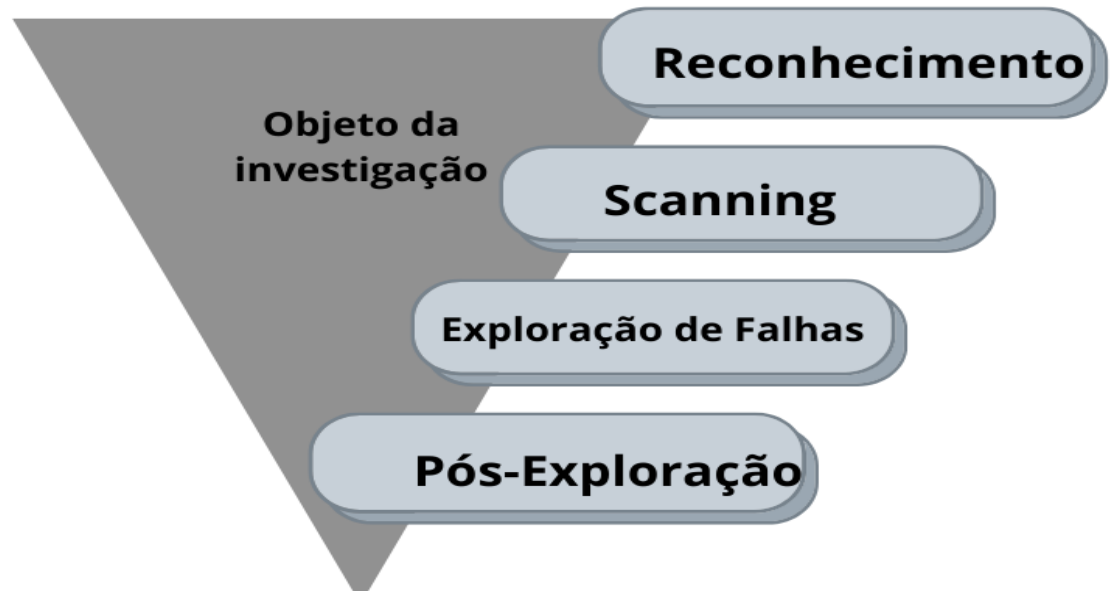 Reconhecimento
Objeto da
investigação
Scanning
Exploração de Falhas
Pós-Exploração